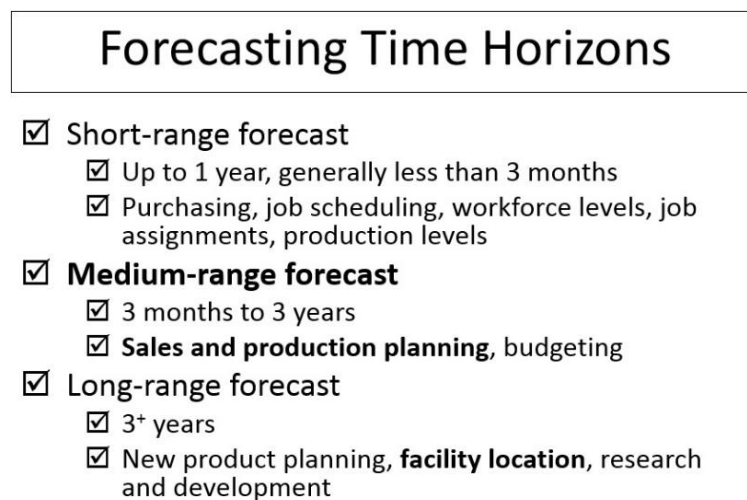 Forecasting Time Horizons
Short-range forecast
Up to 1 year, generally less than 3 months
Purchasing, job scheduling, workforce levels, job
assignments, production levels
Medium-range forecast
3 months to 3 years
Sales and production planning, budgeting
Long-range forecast
3+ years
New product planning, facility location, research
and development